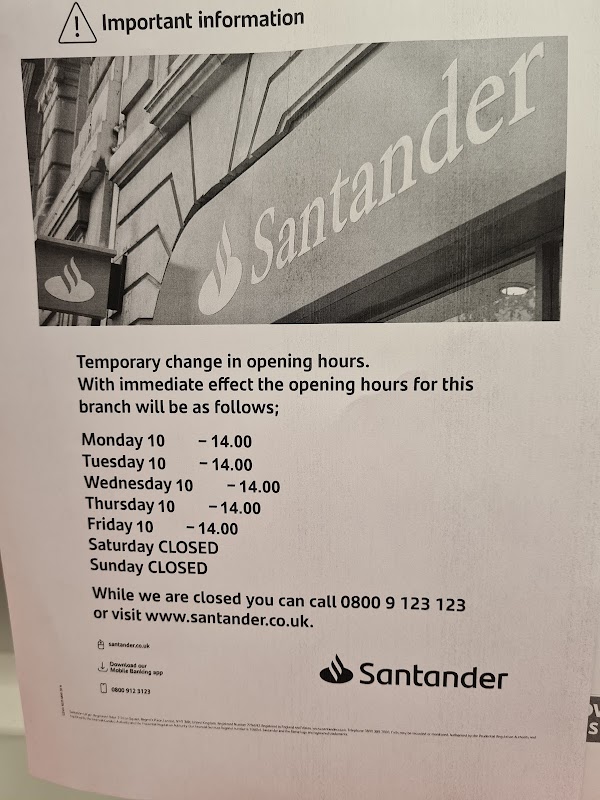 Important information
Santander
Temporary change in opening hours.
With immediate effect the opening hours for this
branch will be as follows;
Monday 10 – 14.00
Tuesday 10 – 14.00
Wednesday 10 – 14.00
Thursday 10 – 14.00
Friday 10 – 14.00
Saturday CLOSED
Sunday CLOSED
While we are closed you can call 0800 9 123 123
or visit www.santander.co.uk.
santander.co.uk
Download our
Mobile Banking app
0800 912 3123
Santander